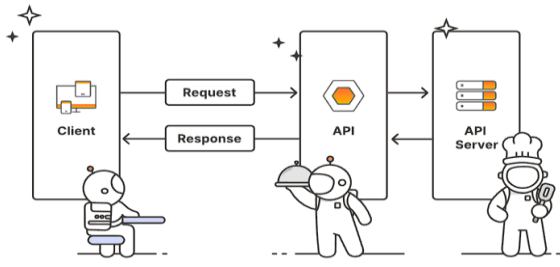 Request
Client
Response
API
API
Server